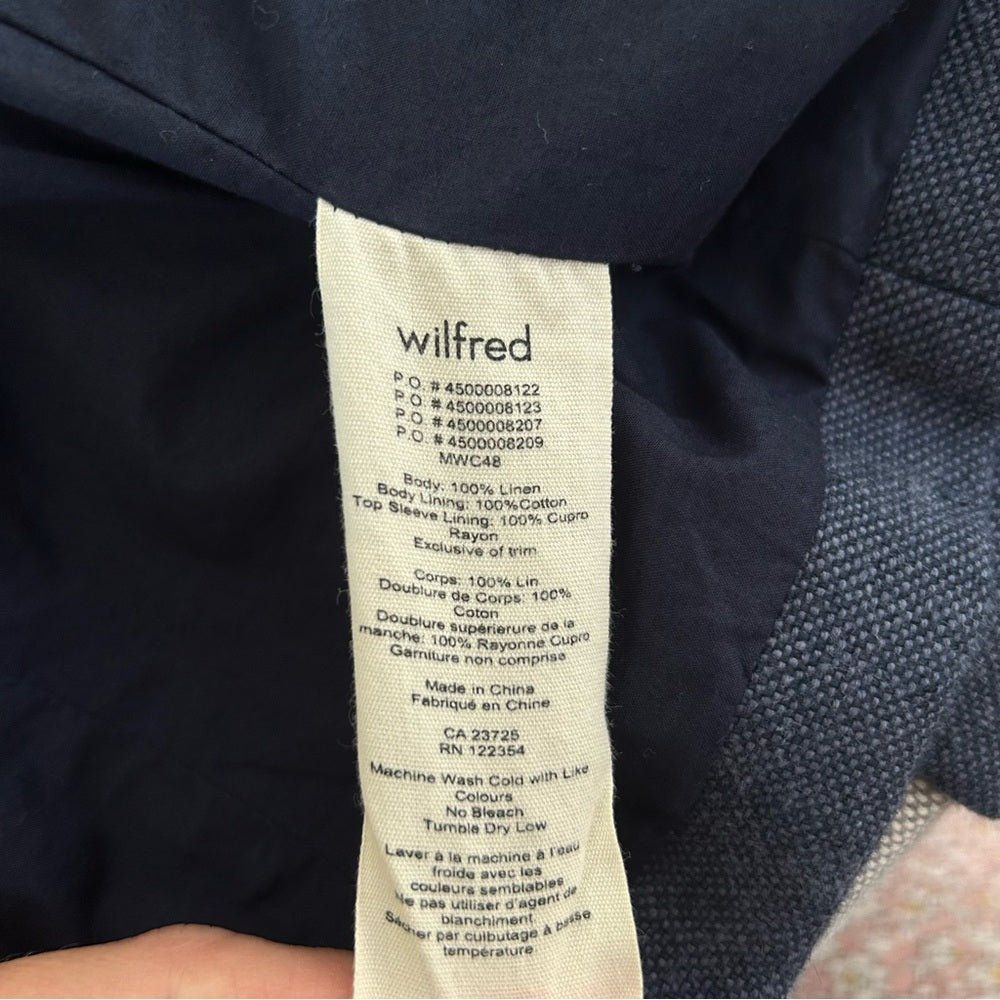 wilfred
P.O. # 4500008122
P.O. # 4500008123
P.O. # 4500008207
P.O. # 4500008209
MWC48
Body: 100% Linen
Body Lining: 100%Cotton
Top Sleeve Lining: 100% Cupro
Rayon
Exclusive of trim
Corps: 100% Lin
Doublure de Corps: 100%
Coton
Doublure supérierure de la
manche: 100% Rayonne Cupro
Garniture non comprise
Made in China
Fabriqué en Chine
CA 23725
RN 122354
Machine Wash Cold with Like
Colours
No Bleach
Tumble Dry Low
Laver à la machine à l'eau
froide avec les
couleurs semblables
Ne pas utiliser d'agent de
blanchiment
Sécher par culbutage à basse
température